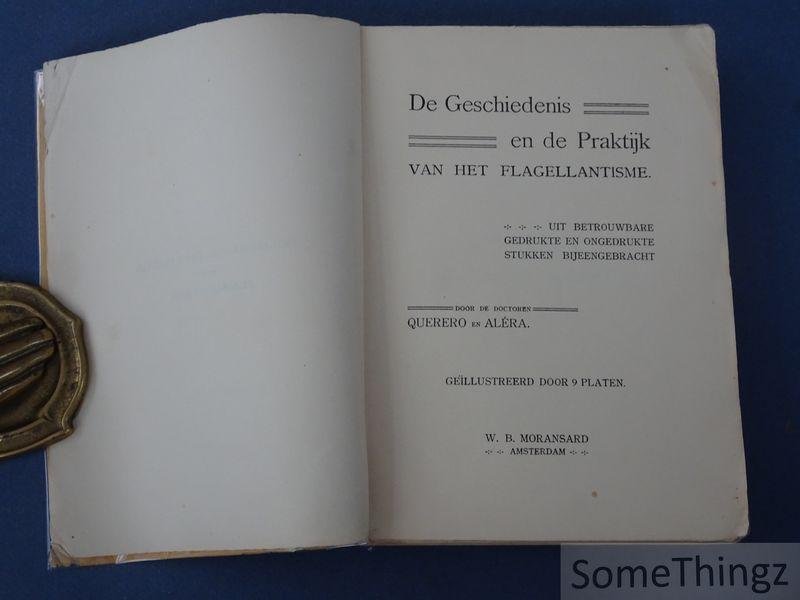 De Geschiedenis
en de Praktijk
VAN HET FLAGELLANTISME.
UIT BETROUWBARE
GEDRUKTE EN ONGEDRUKTE
STUKKEN BIJEENGEBRACHT
DOOR DE DOCTOREN
QUERERO EN ALÉRA.
GEÏLLUSTREERD DOOR 9 PLATEN.
W. B. MORANSARD
AMSTERDAM
SomeThingz